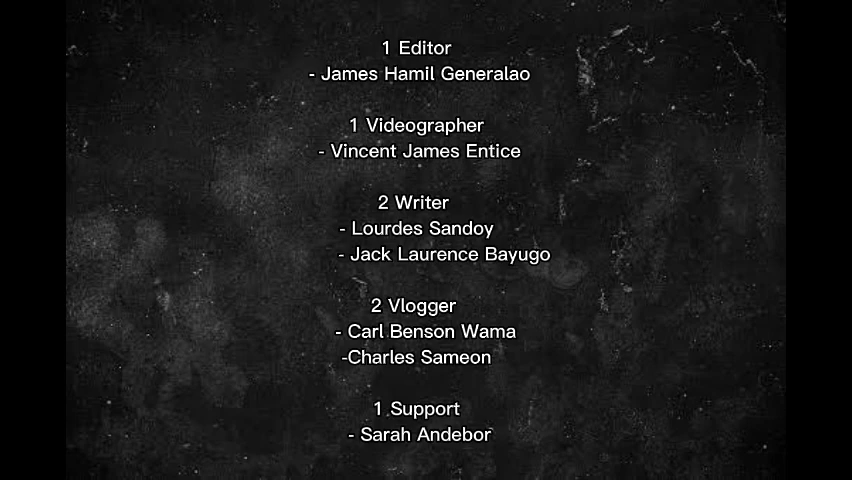 1 Editor
- James Hamil Generalao
1 Videographer
- Vincent James Entice
2 Writer
- Lourdes Sandoy
- Jack Laurence Bayugo
2 Vlogger
- Carl Benson Wama
-Charles Sameon
1 Support
- Sarah Andebor